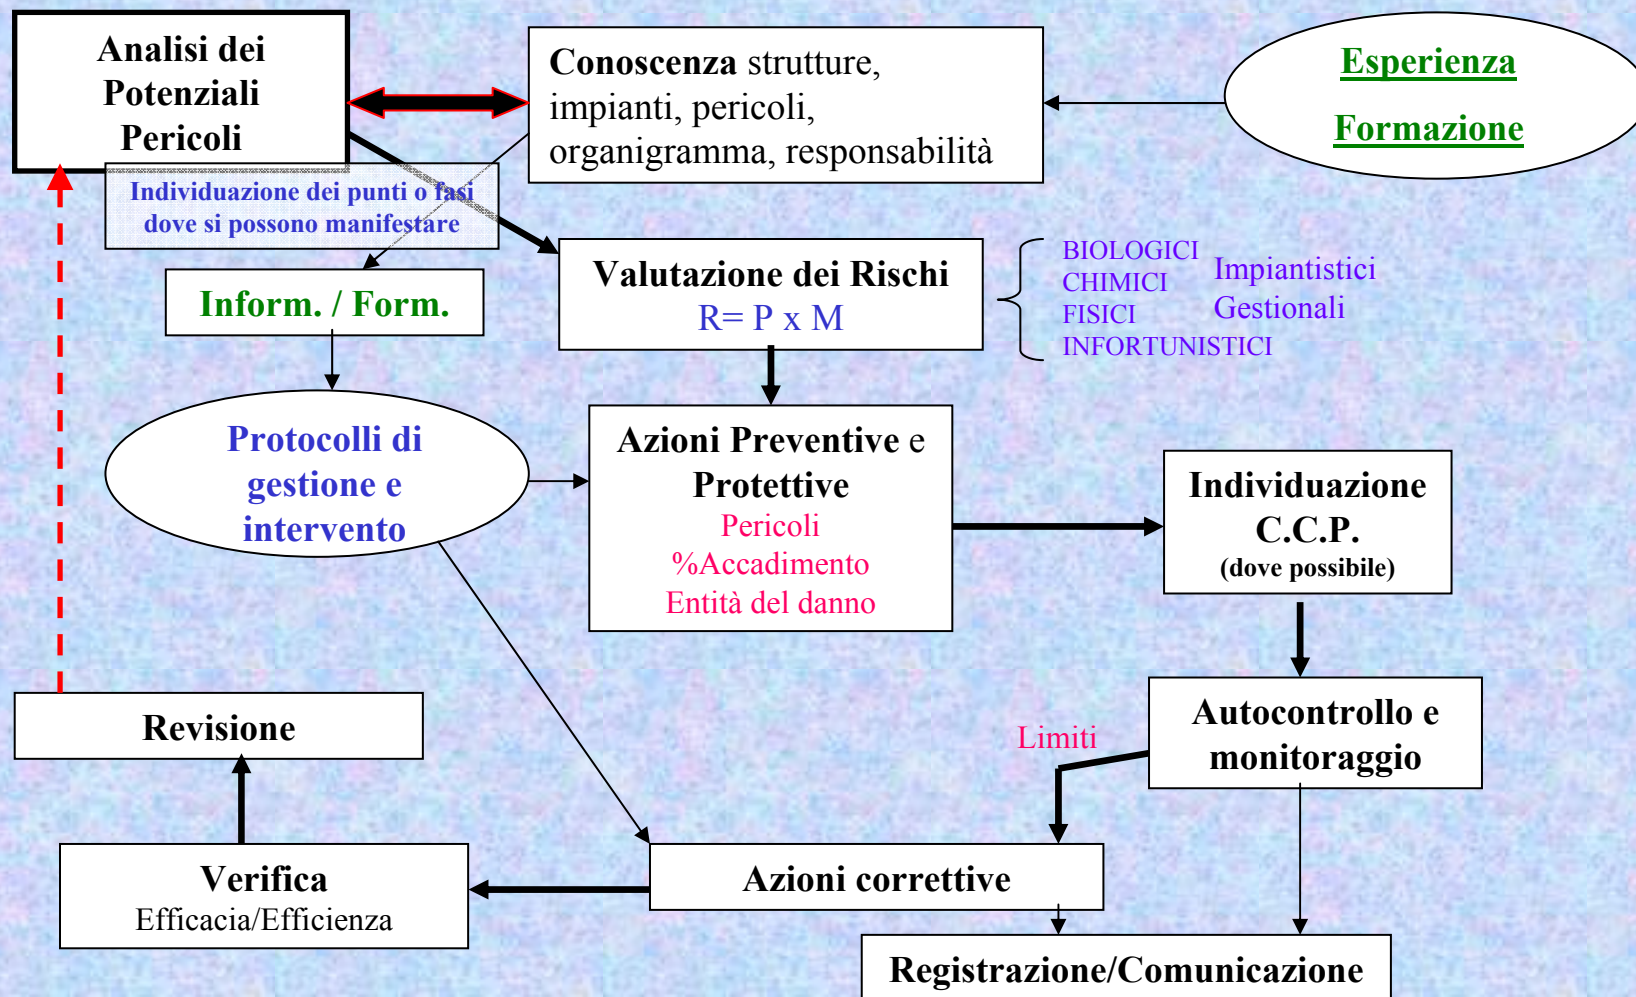 Analisi dei
Potenziali
Pericoli
Conoscenza strutture,
impianti, pericoli,
organigramma, responsabilità
Esperienza
Formazione
Individuazione dei punti o fasi
dove si possono manifestare
Inform. / Form.
Valutazione dei Rischi
R= P x M
BIOLOGICI
CHIMICI
FISICI
INFORTUNISTICI
Impiantistici
Gestionali
Protocolli di
gestione e
intervento
Azioni Preventive e
Protettive
Pericoli
%Accadimento
Entità del danno
Individuazione
C.C.P.
(dove possibile)
Revisione
Limiti
Autocontrollo e
monitoraggio
Verifica
Efficacia/Efficienza
Azioni correttive
Registrazione/Comunicazione